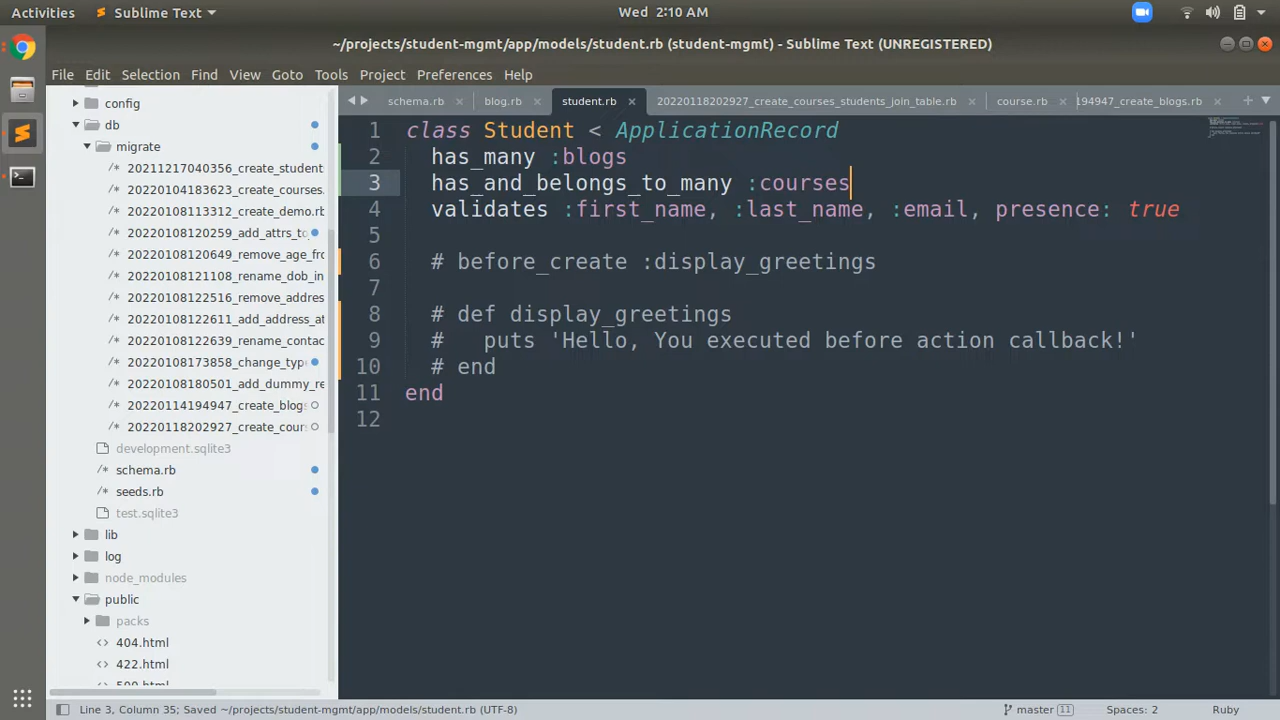 Activities
Sublime Text
Wed 2:10 AM
~/projects/student-mgmt/app/models/student.rb (student-mgmt) - Sublime Text (UNREGISTERED)
File Edit Selection Find View Goto Tools Project Preferences Help
schema.rb × blog.rb × student.rb × 20220118202927_create_courses_students_join_table.rb × course.rb × 194947_create_blogs.rb ×
config
db
migrate
/* 20211217040356_create_student
/* 20220104183623_create_courses.
/* 20220108113312_create_demo.rb
/* 20220108120259_add_attrs_to_
/* 20220108120649_remove_age_fro
/* 20220108121108_rename_dob_in
/* 20220108122516_remove_addres
/* 20220108122611_add_address_at
/* 20220108122639_rename_contac
/* 20220108173858_change_type
/* 20220108180501_add_dummy_re
/* 20220114194947_create_blogs
/* 20220118202927_create_cour
development.sqlite3
/* schema.rb
/* seeds.rb
test.sqlite3
lib
log
node_modules
public
packs
<> 404.html
<> 422.html
<> 500.html
1 class Student < ApplicationRecord
2 has_many :blogs
3 has_and_belongs_to_many :courses
4 validates :first_name, :last_name, :email, presence: true
5
6 # before_create :display_greetings
7
8 # def display_greetings
9 # puts 'Hello, You executed before action callback!'
10 # end
11 end
12
Line 3, Column 35; Saved ~/projects/student-mgmt/app/models/student.rb (UTF-8)
master 11
Spaces: 2
Ruby